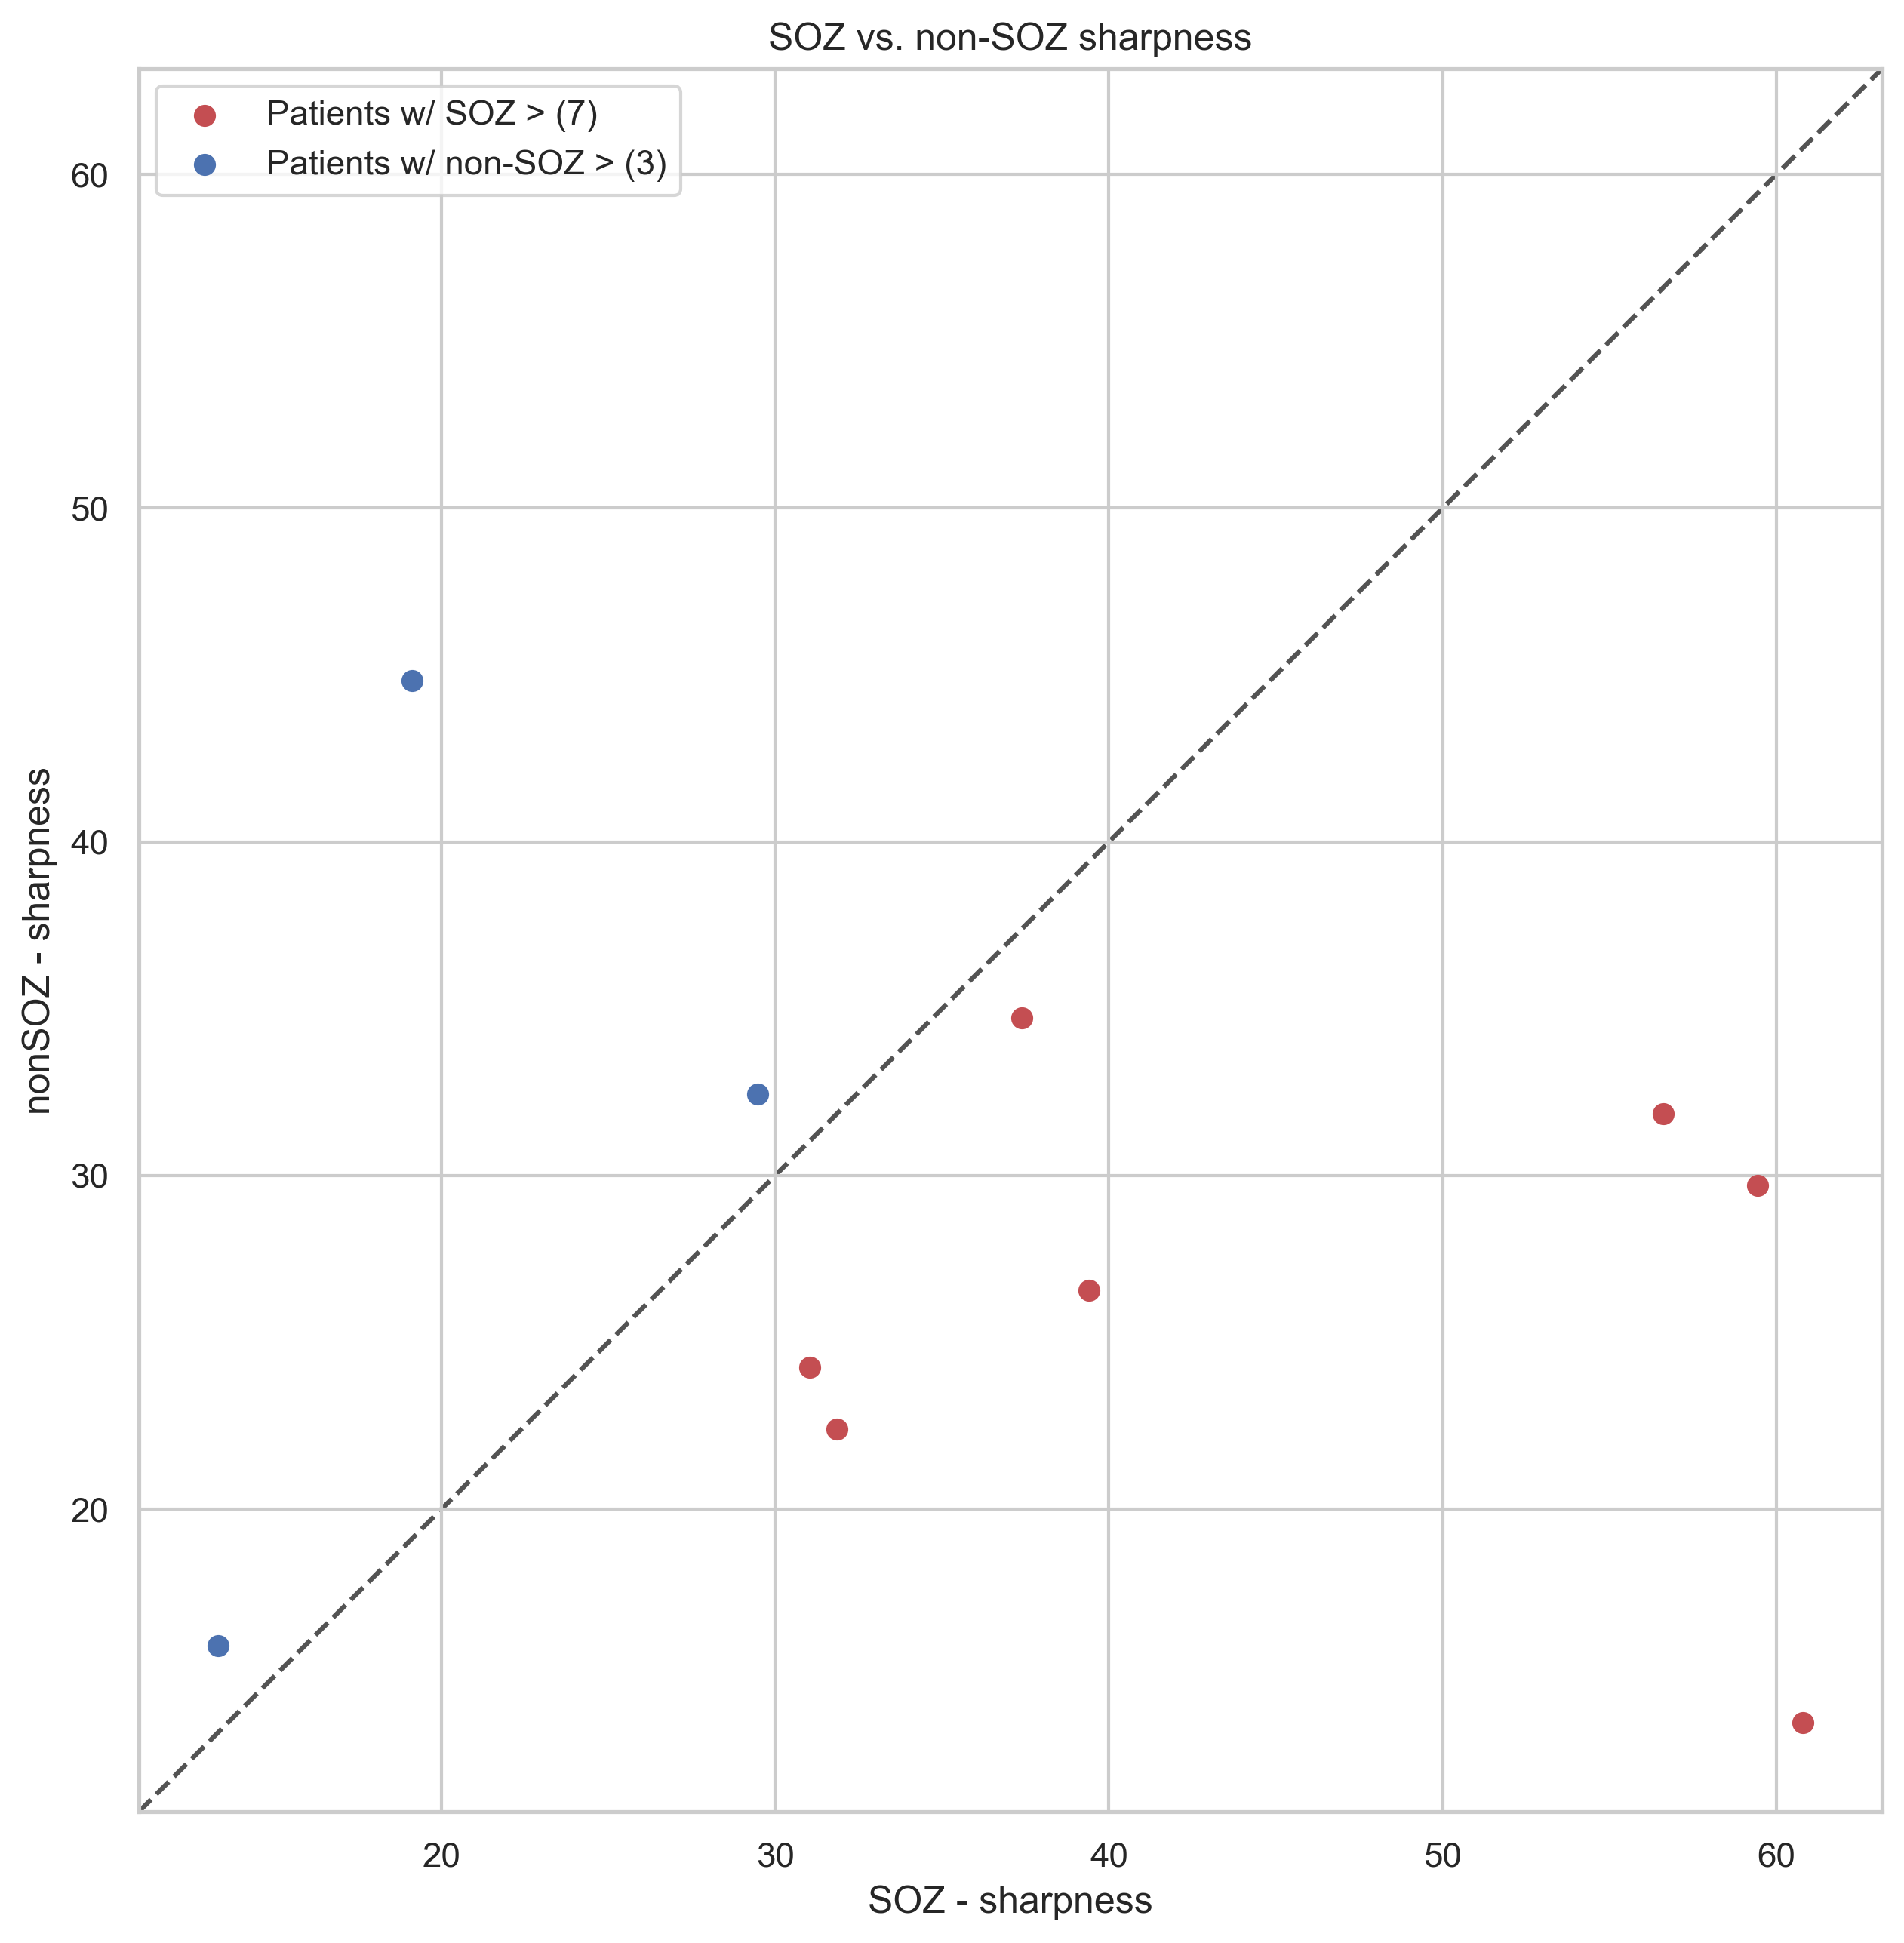 SOZ vs. non-SOZ sharpness
Patients w/ SOZ > (7)
Patients w/ non-SOZ > (3)
60
50
40
30
20
nonSOZ - sharpness
20 30 40 50 60
SOZ - sharpness